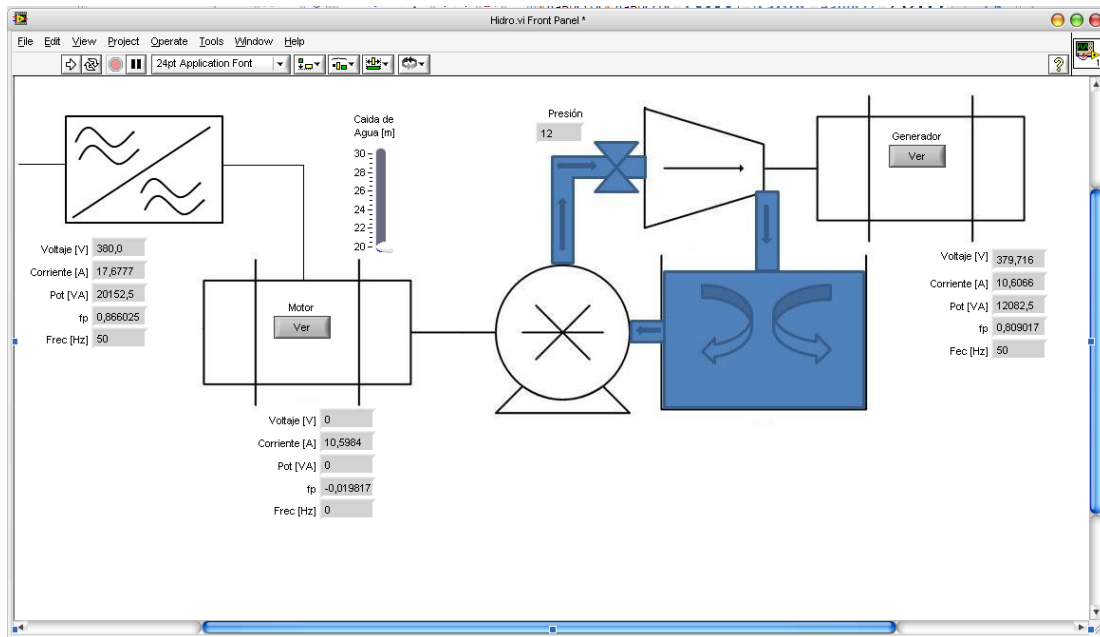 Hidro.vi Front Panel *
File Edit View Project Operate Tools Window Help
24pt Application Font
?
1
Presión
12
Caida de
Agua [m]
30
28
26
24
22
20
Generador
Ver
Voltaje [V] 380,0
Corriente [A] 17,6777
Pot [VA] 20152,5
fp 0,866025
Frec [Hz] 50
Motor
Ver
Voltaje [V] 379,716
Corriente [A] 10,6066
Pot [VA] 12082,5
fp 0,809017
Fec [Hz] 50
Voltaje [V] 0
Corriente [A] 10,5984
Pot [VA] 0
fp -0,019817
Frec [Hz] 0